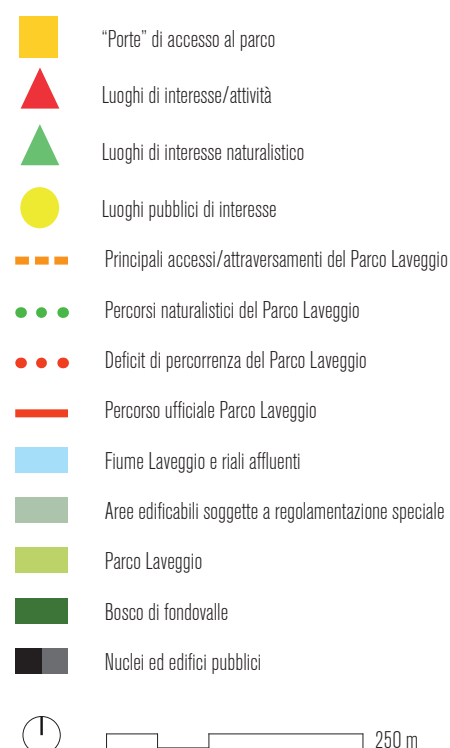 “Porte” di accesso al parco
Luoghi di interesse/attività
Luoghi di interesse naturalistico
Luoghi pubblici di interesse
Principali accessi/attraversamenti del Parco Laveggio
Percorsi naturalistici del Parco Laveggio
Deficit di percorrenza del Parco Laveggio
Percorso ufficiale Parco Laveggio
Fiume Laveggio e riali affluenti
Aree edificabili soggette a regolamentazione speciale
Parco Laveggio
Bosco di fondovalle
Nuclei ed edifici pubblici
250 m